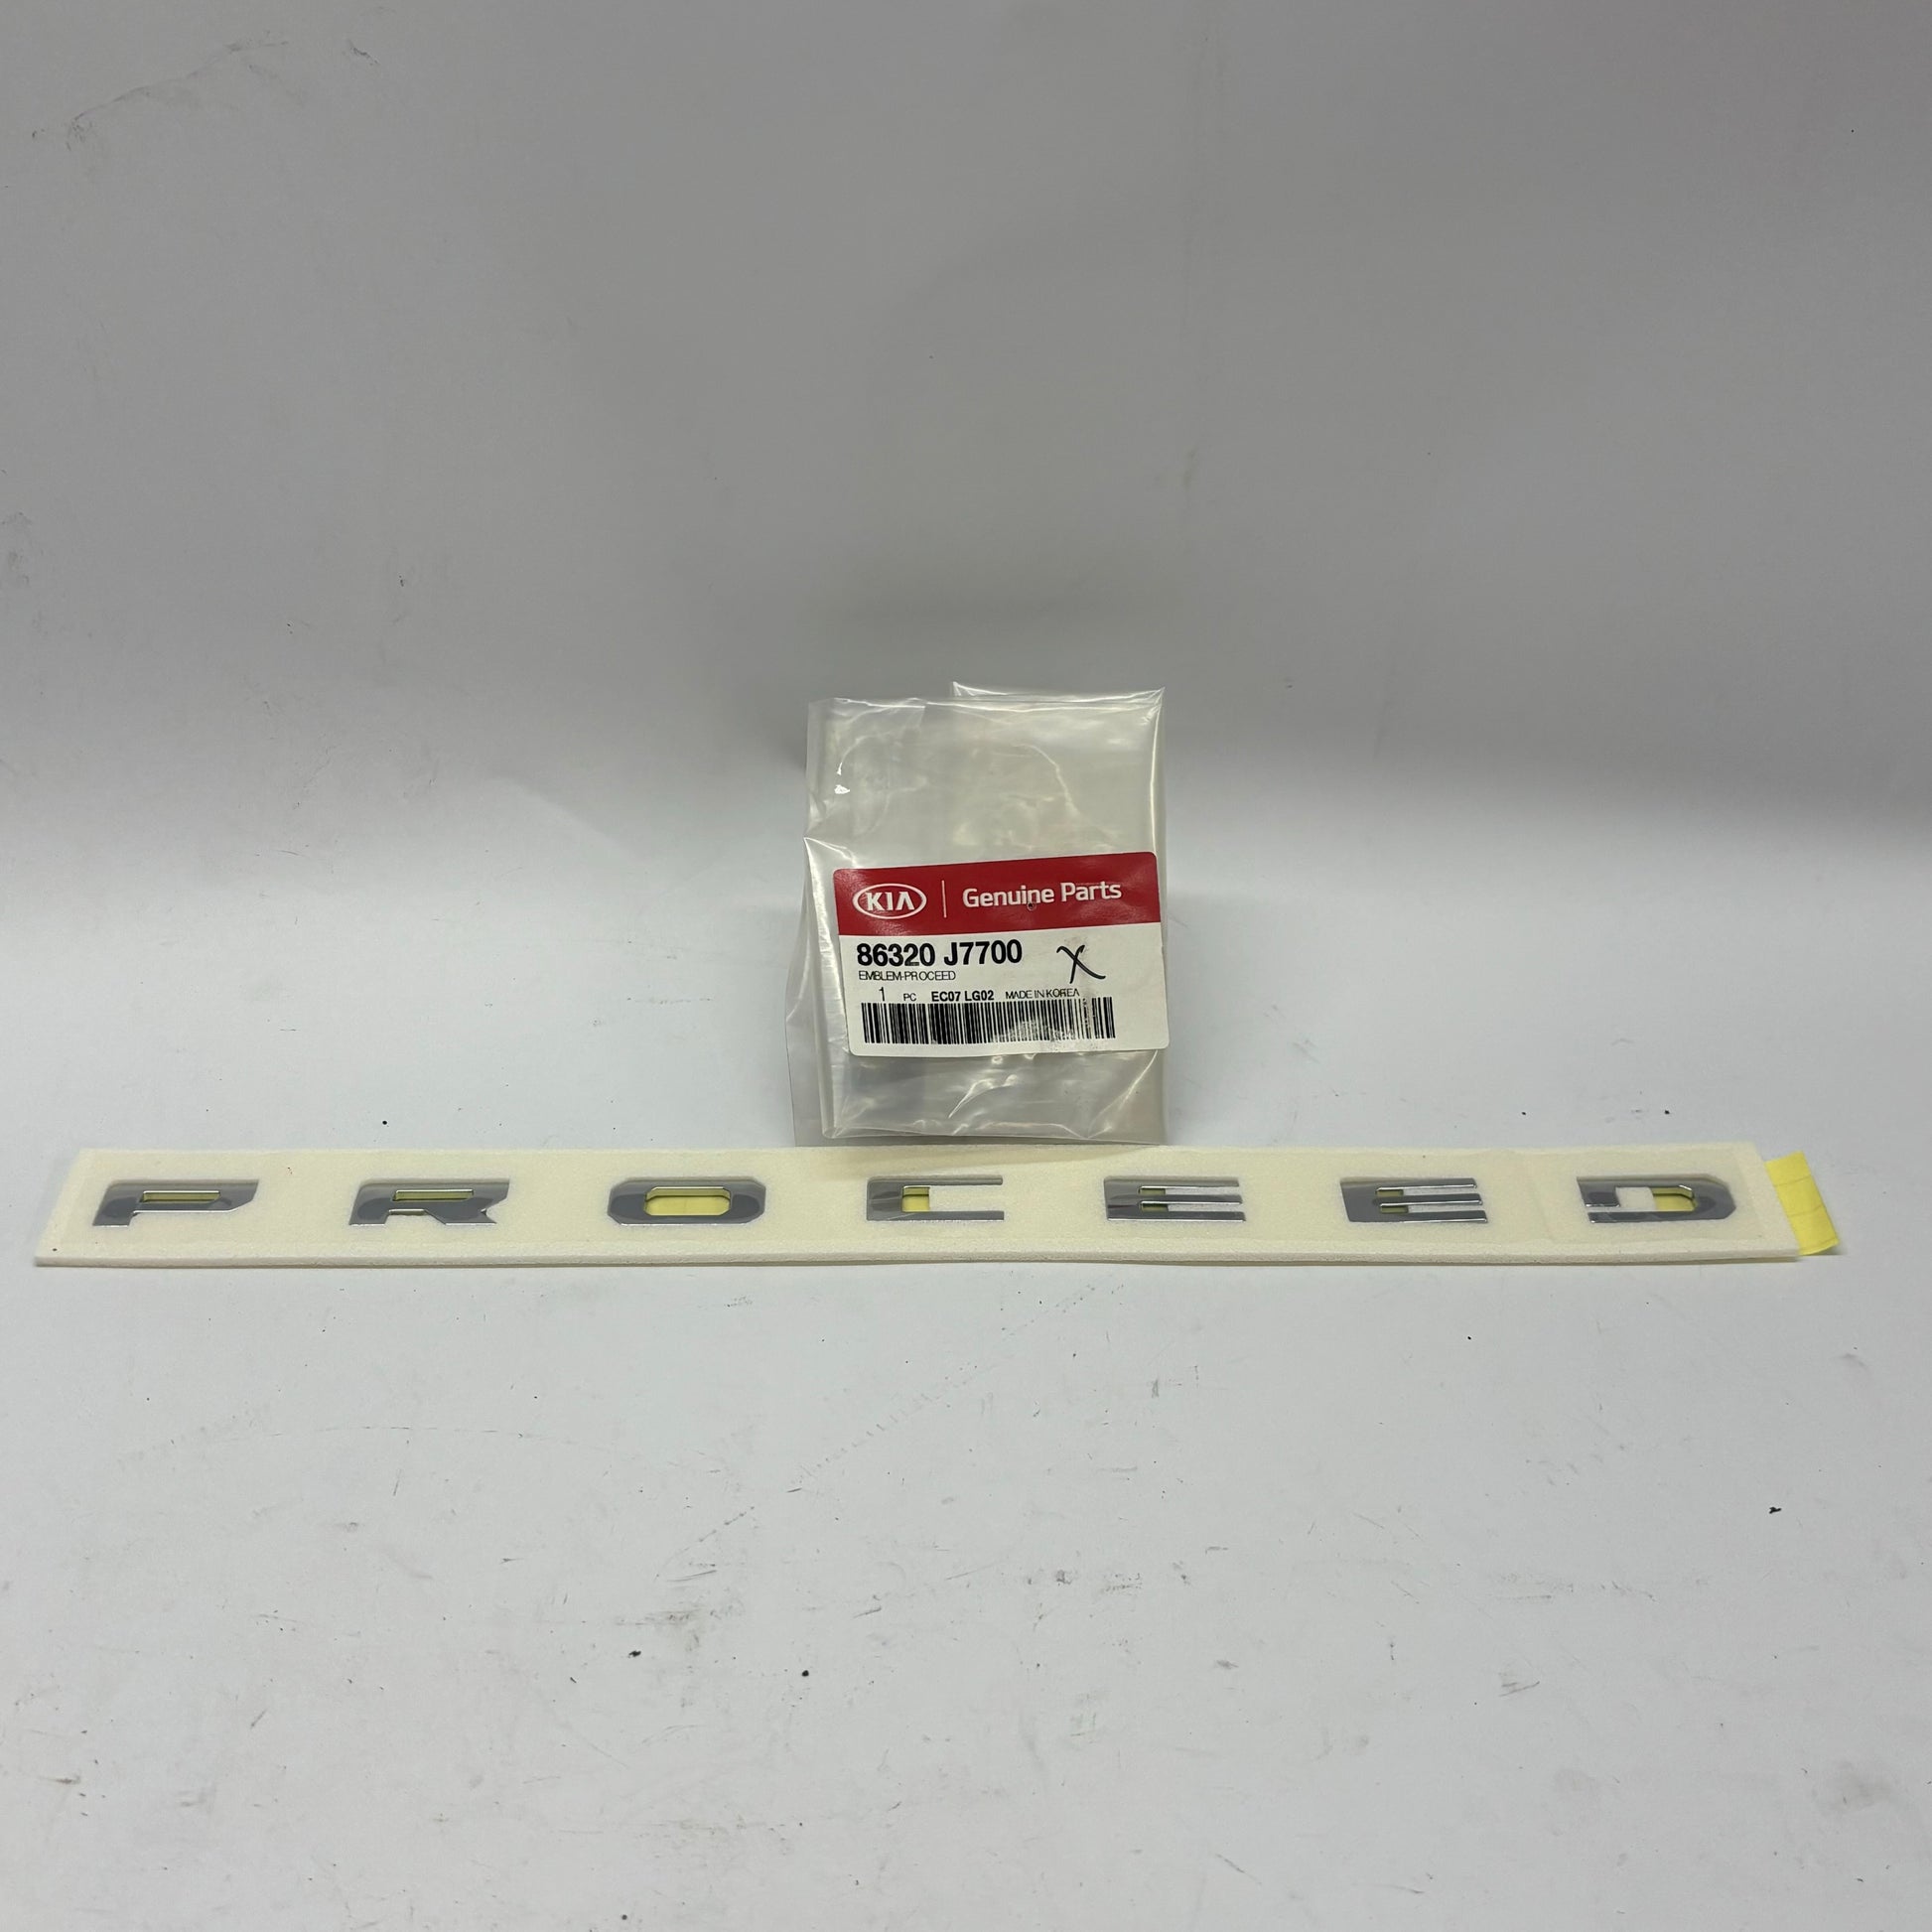 KIA Genuine Parts
86320 J7700 X
EMBLEM-PROCEED
1 PC EC07 LG02 MADE IN KOREA
PROCEED